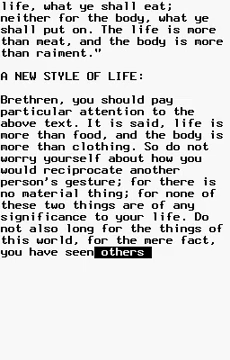 life, what ye shall eat;
neither for the body, what ye
shall put on. The life is more
than meat, and the body is more
than raiment."
A NEW STYLE OF LIFE:
Brethren, you should pay
particular attention to the
above text. It is said, life is
more than food, and the body is
more than clothing. So do not
worry yourself about how you
would reciprocate another
person's gesture; for there is
no material thing; for none of
these two things are of any
significance to your life. Do
not also long for the things of
this world, for the mere fact,
you have seen others